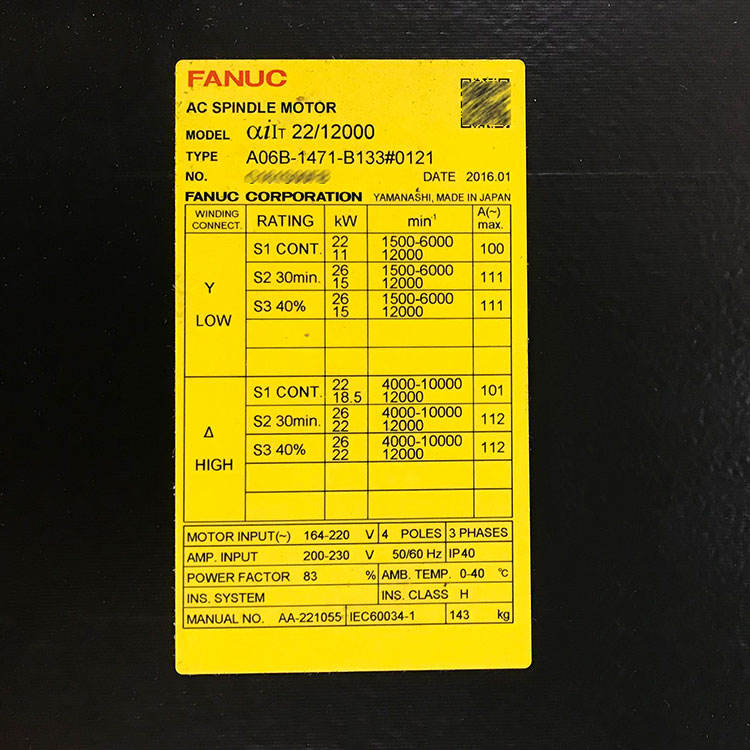 FANUC
AC SPINDLE MOTOR
MODEL αiIT 22/12000
TYPE A06B-1471-B133#0121
NO. DATE 2016.01
FANUC CORPORATION YAMANASHI, MADE IN JAPAN
WINDING CONNECT. RATING kW min-1 A(~) max.
Y LOW
S1 CONT. 22 1500-6000 100
11 12000
S2 30min. 26 1500-6000 111
15 12000
S3 40% 26 1500-6000 111
15 12000
Δ HIGH
S1 CONT. 22 4000-10000 101
18.5 12000
S2 30min. 26 4000-10000 112
22 12000
S3 40% 26 4000-10000 112
22 12000
MOTOR INPUT(~) 164-220 V 4 POLES 3 PHASES
AMP. INPUT 200-230 V 50/60 Hz IP40
POWER FACTOR 83 % AMB. TEMP. 0-40 ℃
INS. SYSTEM INS. CLASS H
MANUAL NO. AA-221055 IEC60034-1 143 kg